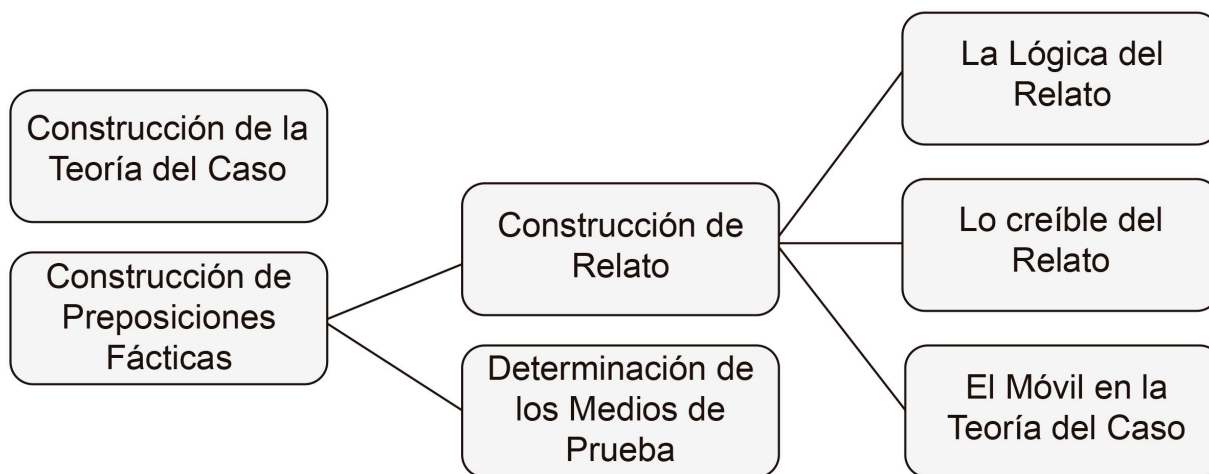 Construcción de la
Teoría del Caso
Construcción de
Preposiciones
Fácticas
Construcción de
Relato
Determinación de
los Medios de
Prueba
La Lógica del
Relato
Lo creíble del
Relato
El Móvil en la
Teoría del Caso